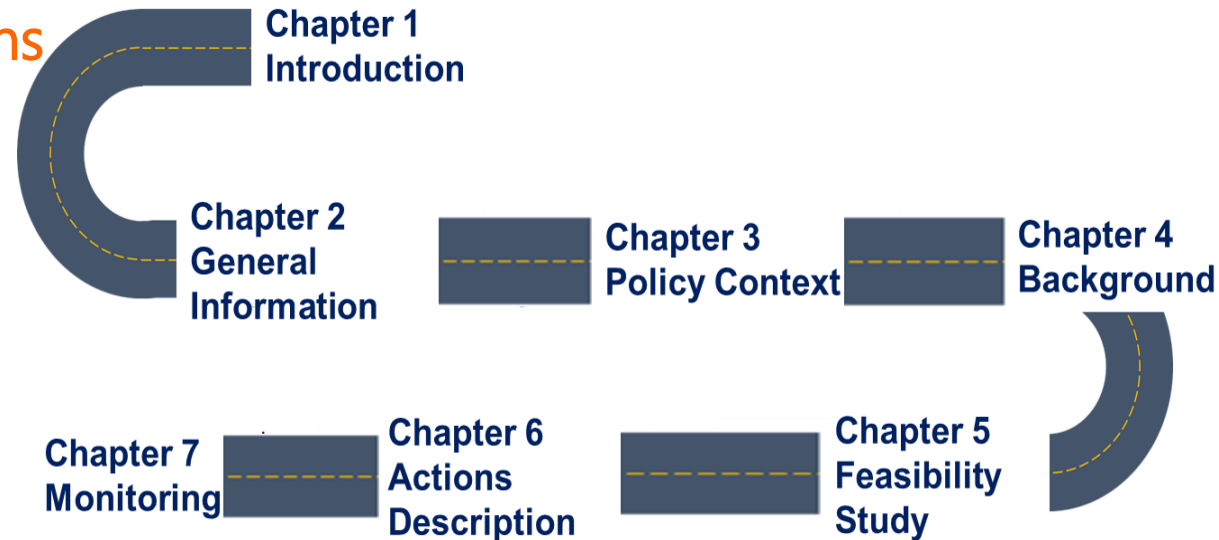 ns
Chapter 1
Introduction
Chapter 2
General
Information
Chapter 3
Policy Context
Chapter 4
Background
Chapter 5
Feasibility
Study
Chapter 6
Actions
Description
Chapter 7
Monitoring